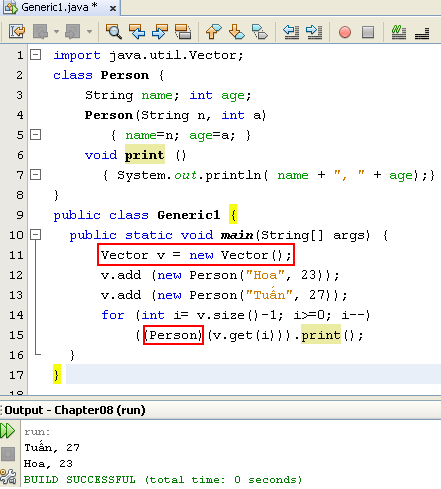 Generic1.java *
1 import java.util.Vector;
2 class Person {
3 String name; int age;
4 Person(String n, int a)
5 { name=n; age=a; }
6 void print ()
7 { System.out.println( name + ", " + age);}
8 }
9 public class Generic1 {
10 public static void main(String[] args) {
11 Vector v = new Vector();
12 v.add (new Person("Hoa", 23));
13 v.add (new Person("Tuấn", 27));
14 for (int i= v.size()-1; i>=0; i--)
15 ((Person)(v.get(i))).print();
16 }
17 }
Output - Chapter08 (run)
run:
Tuấn, 27
Hoa, 23
BUILD SUCCESSFUL (total time: 0 seconds)